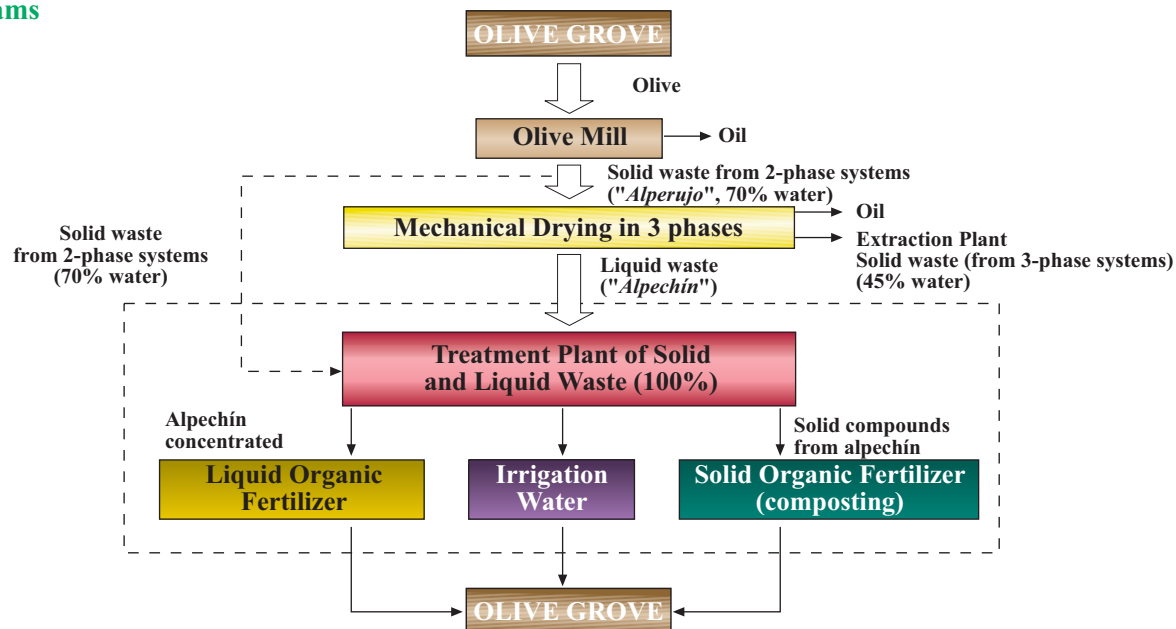 ams
OLIVE GROVE
Olive
Olive Mill
Oil
Solid waste from 2-phase systems
("Alperujo", 70% water)
Mechanical Drying in 3 phases
Oil
Extraction Plant
Solid waste (from 3-phase systems)
(45% water)
Solid waste
from 2-phase systems
(70% water)
Liquid waste
("Alpechín")
Treatment Plant of Solid
and Liquid Waste (100%)
Alpechín
concentrated
Solid compounds
from alpechín
Liquid Organic
Fertilizer
Irrigation
Water
Solid Organic Fertilizer
(composting)
OLIVE GROVE